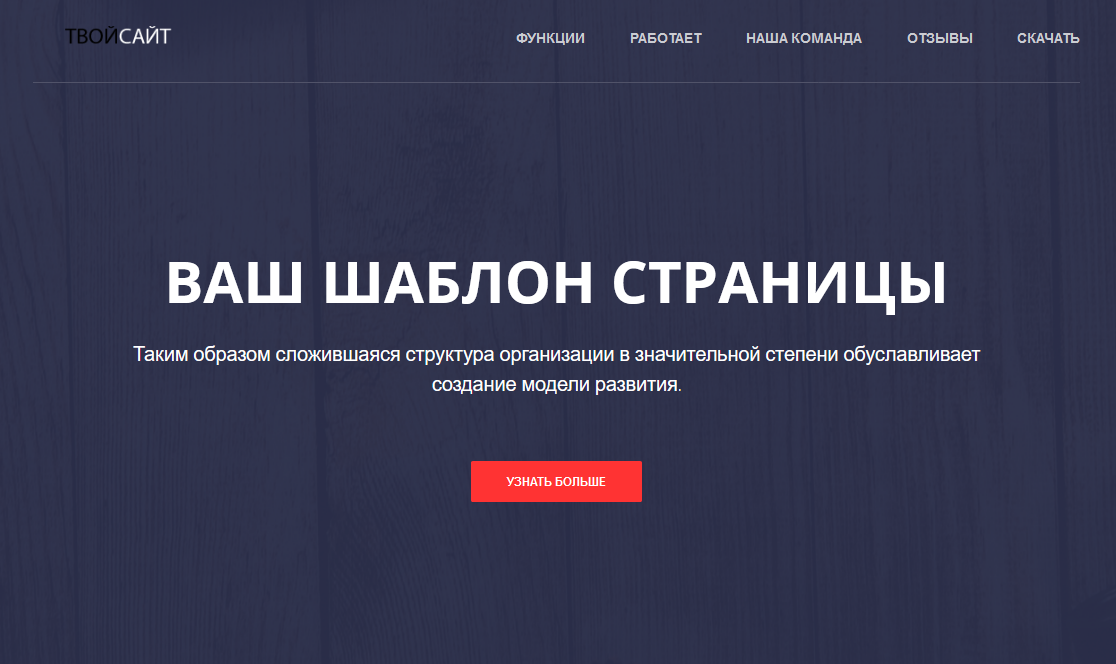 ТВОЙСАЙТ
ФУНКЦИИ РАБОТАЕТ НАША КОМАНДА ОТЗЫВЫ СКАЧАТЬ
ВАШ ШАБЛОН СТРАНИЦЫ
Таким образом сложившаяся структура организации в значительной степени обуславливает
создание модели развития.
УЗНАТЬ БОЛЬШЕ